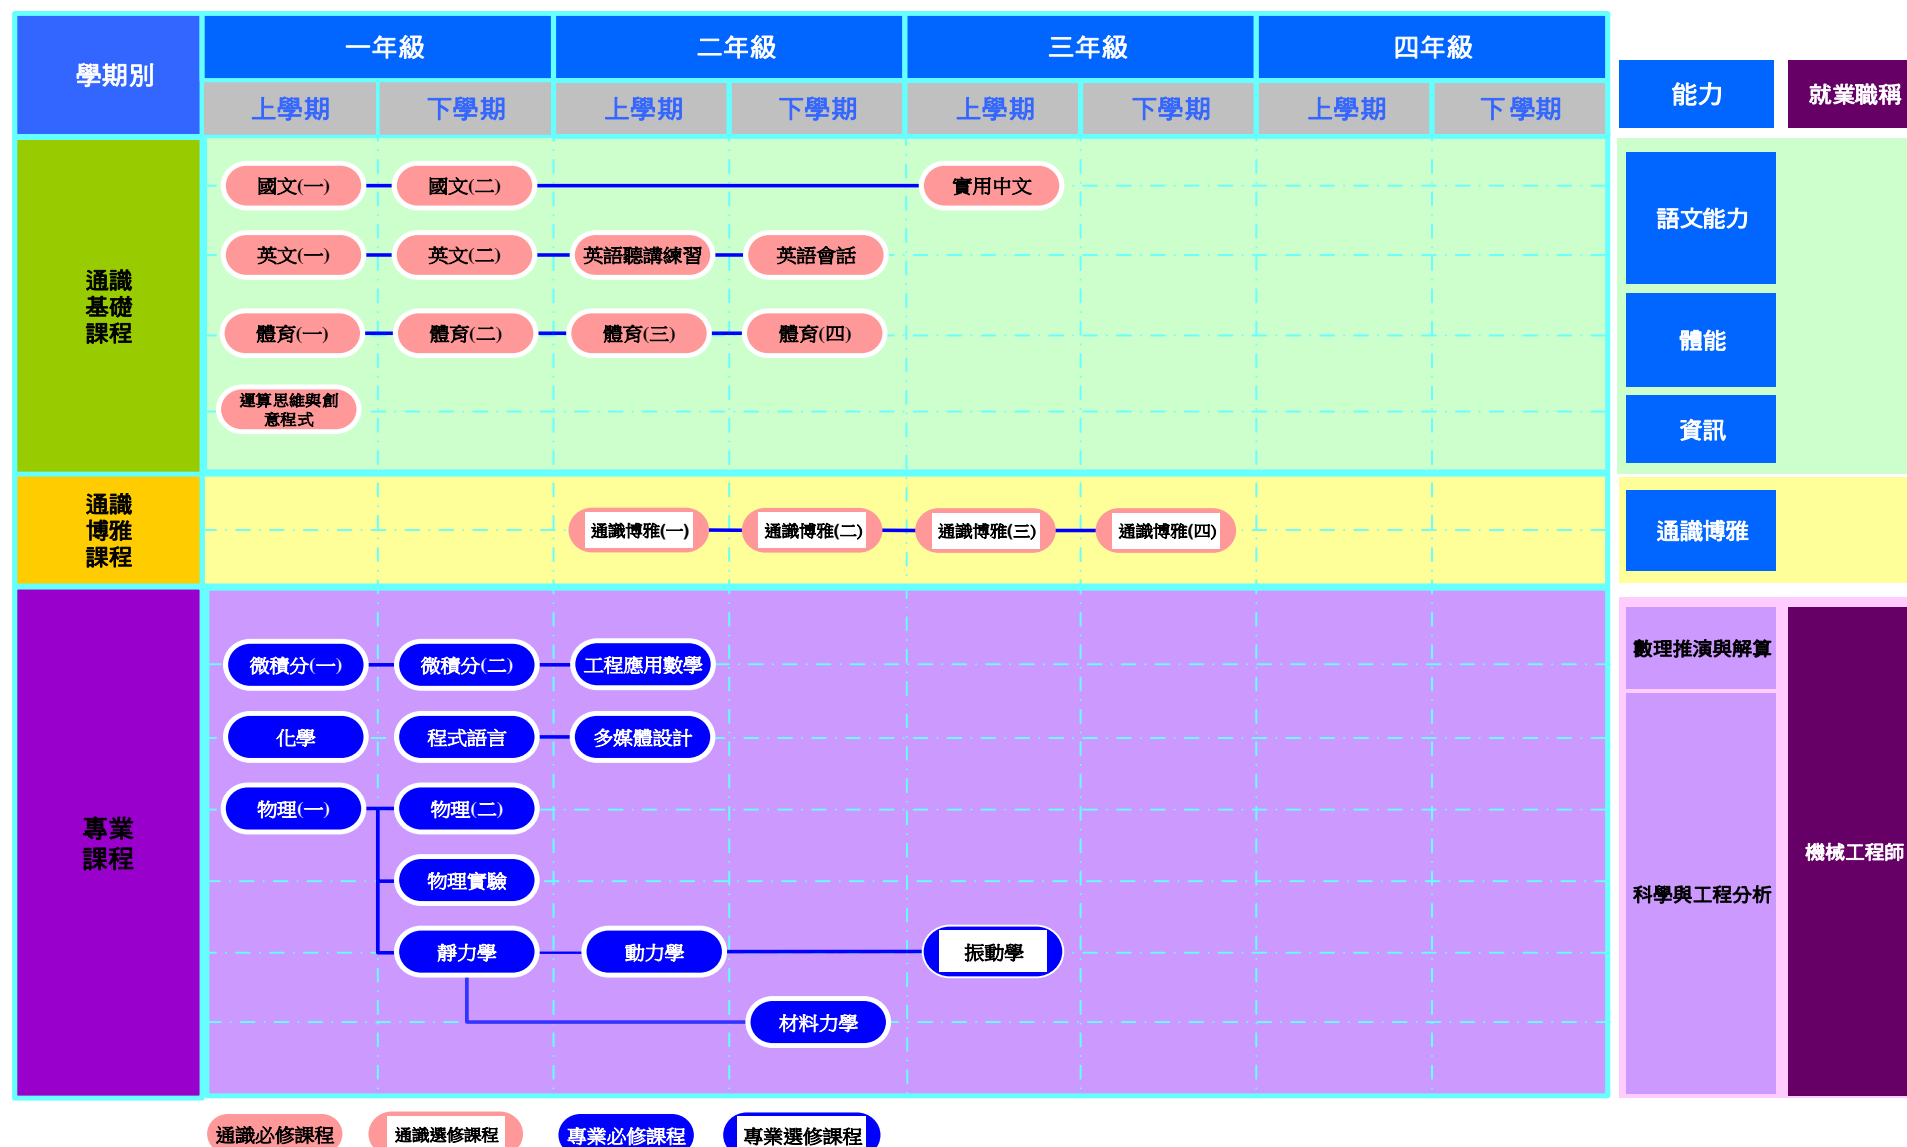 學期別
一年級
二年級
三年級
四年級
上學期
下學期
上學期
下學期
上學期
下學期
上學期
下學期
能力
就業職稱
通識
基礎
課程
國文(一)
國文(二)
實用中文
英文(一)
英文(二)
英語聽講練習
英語會話
體育(一)
體育(二)
體育(三)
體育(四)
運算思維與創
意程式
語文能力
體能
資訊
通識
博雅
課程
通識博雅(一)
通識博雅(二)
通識博雅(三)
通識博雅(四)
通識博雅
專業
課程
微積分(一)
微積分(二)
工程應用數學
化學
程式語言
多媒體設計
物理(一)
物理(二)
物理實驗
靜力學
動力學
振動學
材料力學
數理推演與解算
科學與工程分析
機械工程師
通識必修課程
通識選修課程
專業必修課程
專業選修課程